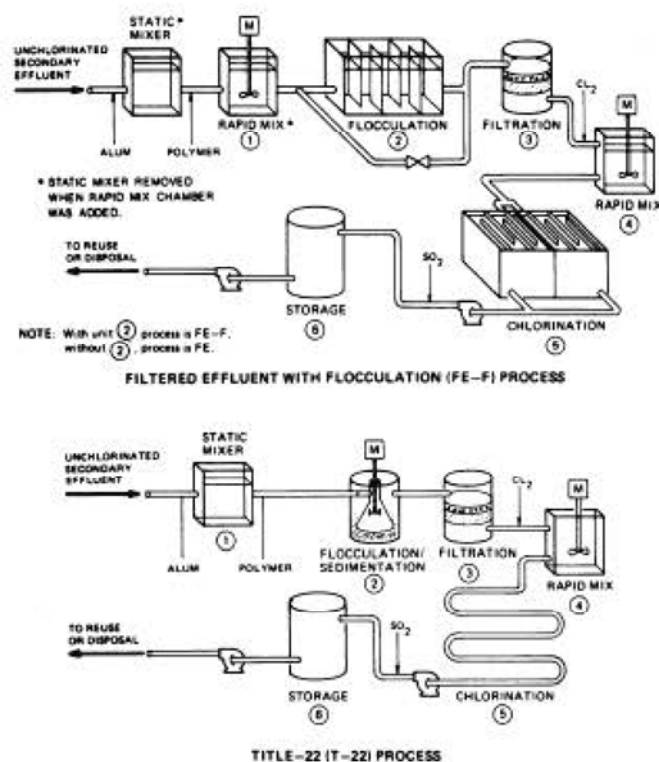 STATIC*
MIXER
M
UNCHLORINATED
SECONDARY
EFFLUENT
CL2
M
RAPID MIX*
1
FLOCCULATION
2
FILTRATION
3
ALUM
POLYMER
* STATIC MIXER REMOVED
WHEN RAPID MIX CHAMBER
WAS ADDED.
RAPID MIX
4
TO REUSE
OR DISPOSAL
SO2
STORAGE
6
CHLORINATION
5
NOTE: With unit 2 process is FE-F.
without 2, process is FE.
FILTERED EFFLUENT WITH FLOCCULATION (FE-F) PROCESS
STATIC
MIXER
M
UNCHLORINATED
SECONDARY
EFFLUENT
CL2
M
1
FLOCCULATION/
SEDIMENTATION
2
FILTRATION
3
ALUM
POLYMER
RAPID MIX
4
TO REUSE
OR DISPOSAL
SO2
STORAGE
6
CHLORINATION
5
TITLE-22 (T-22) PROCESS